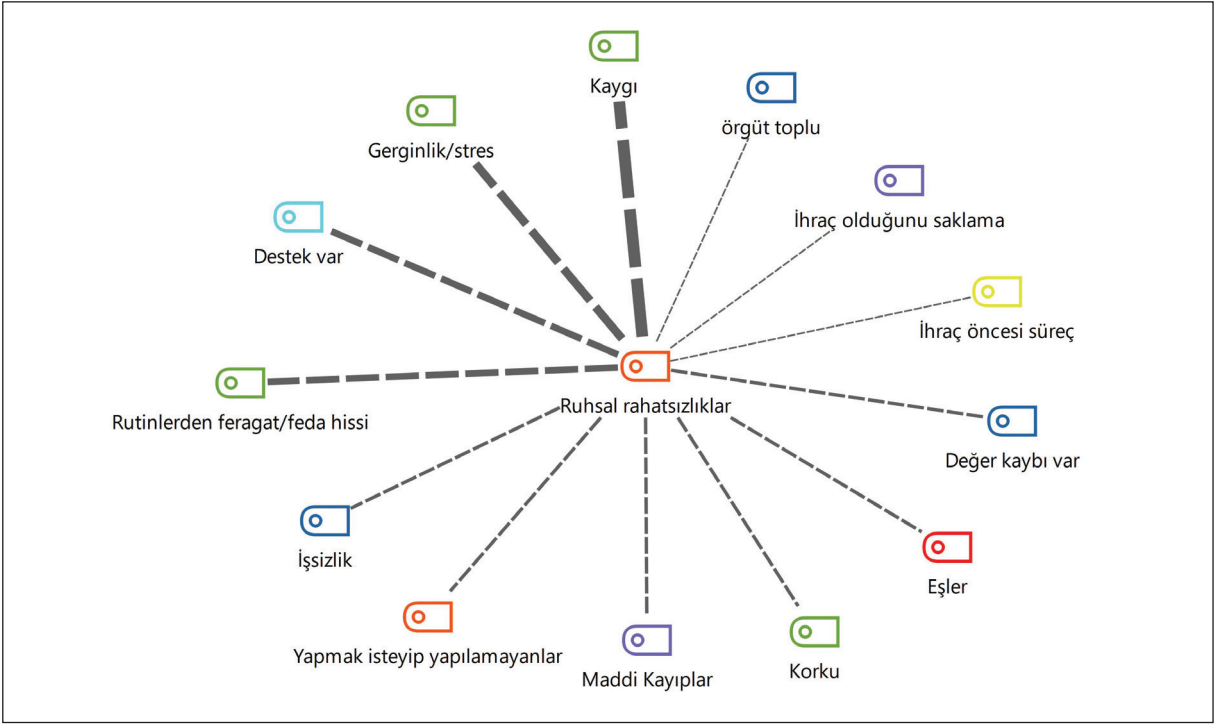 Kaygı
örgüt toplu
Gerginlik/stres
İhraç olduğunu saklama
Destek var
İhraç öncesi süreç
Ruhsal rahatsızlıklar
Rutinlerden feragat/feda hissi
Değer kaybı var
İşsizlik
Eşler
Yapmak isteyip yapılamayanlar
Korku
Maddi Kayıplar